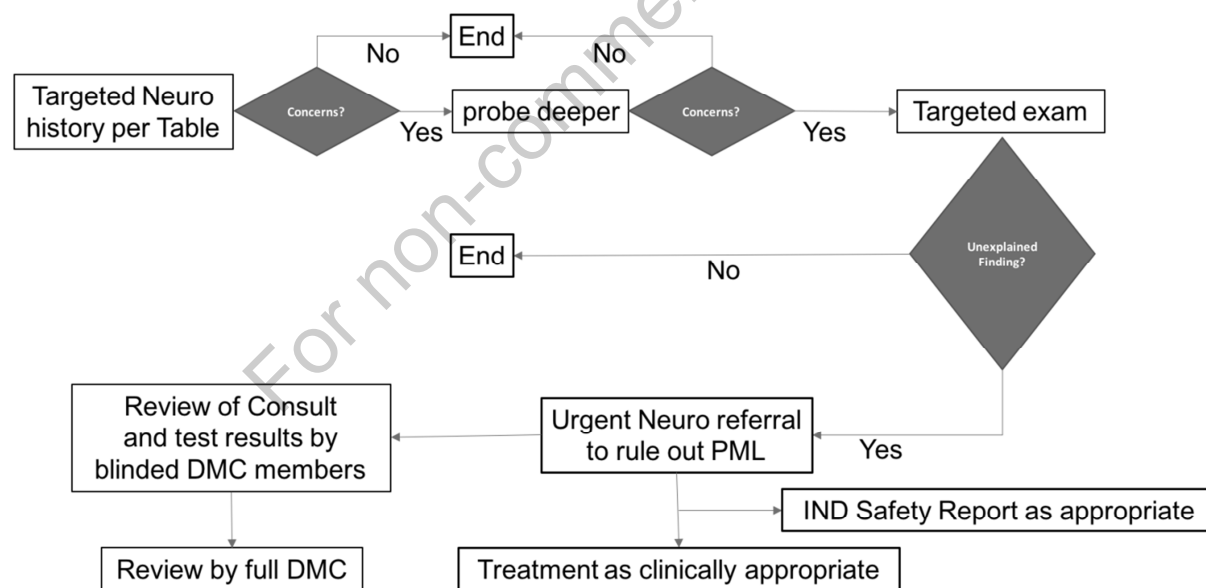 End
No
No
Targeted Neuro
history per Table
Concerns?
Yes
probe deeper
Concerns?
Yes
Targeted exam
Unexplained
Finding?
End
No
Review of Consult
and test results by
blinded DMC members
Urgent Neuro referral
to rule out PML
Yes
IND Safety Report as appropriate
Review by full DMC
Treatment as clinically appropriate
For non-comme